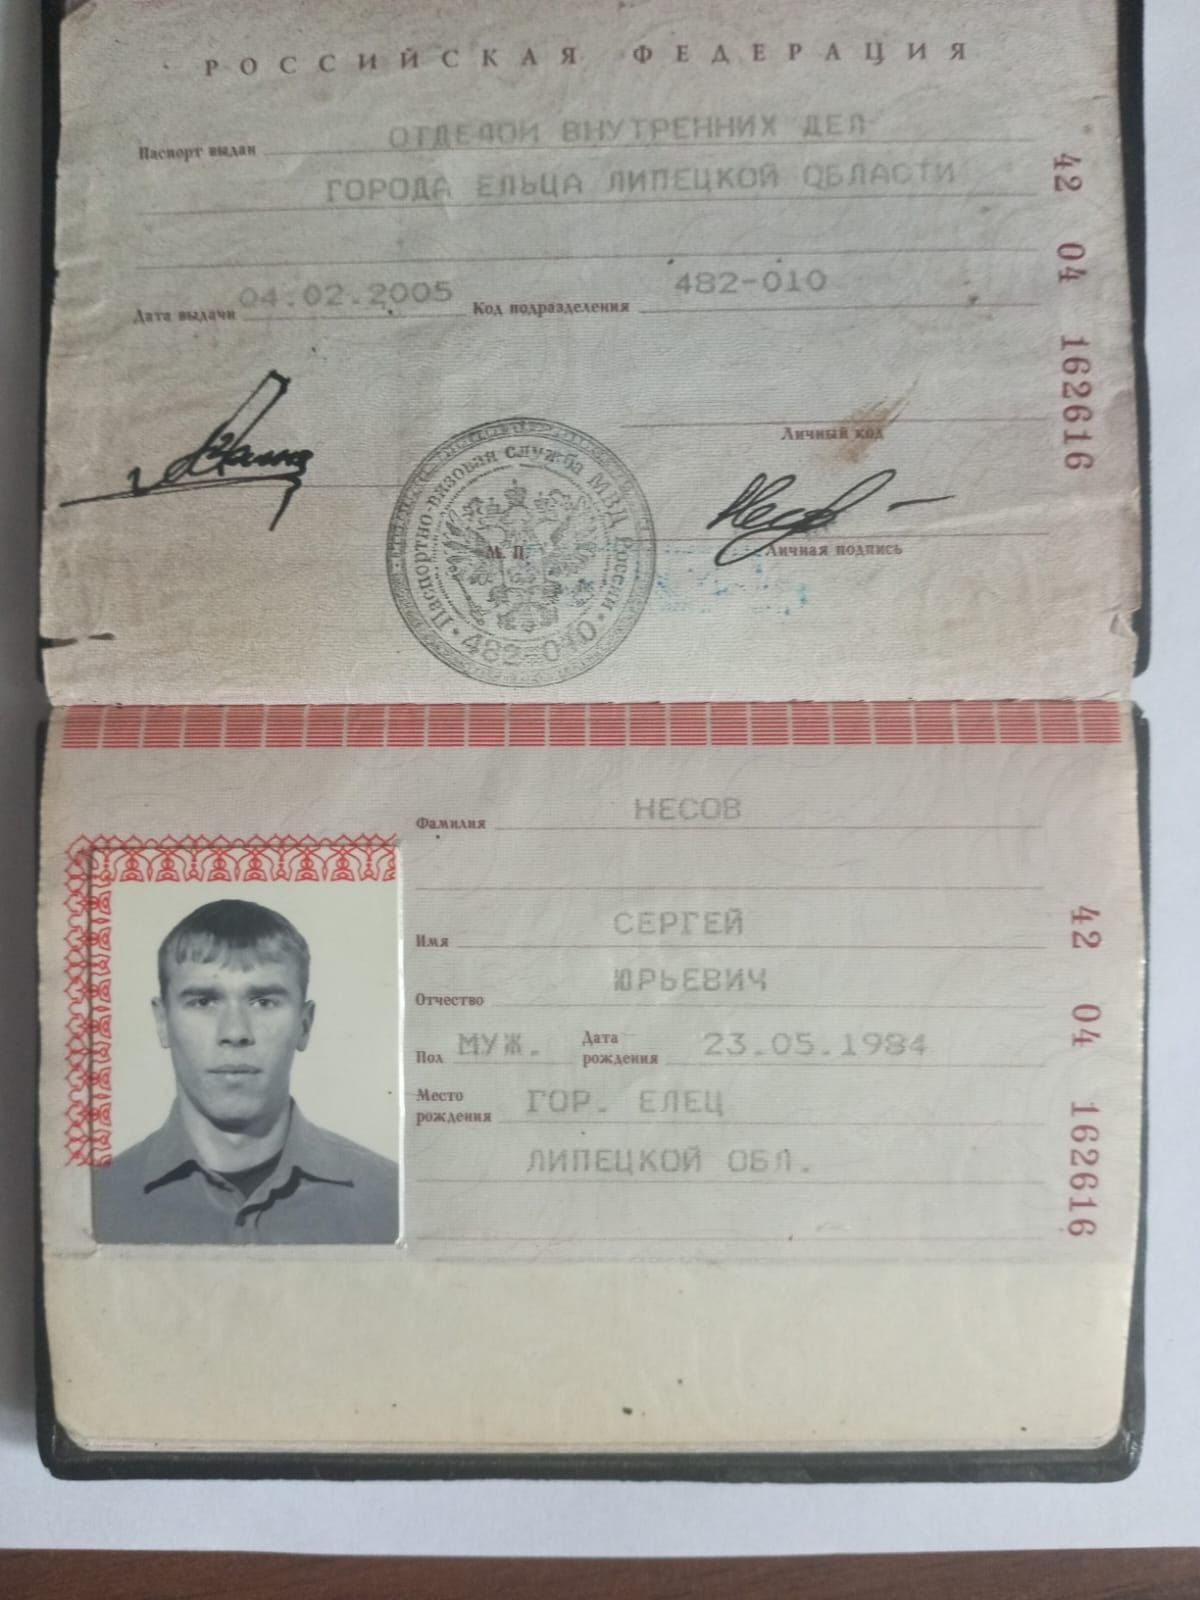 РОССИЙСКАЯ ФЕДЕРАЦИЯ
Паспорт выдан ОТДЕЛОМ ВНУТРЕННИХ ДЕЛ
ГОРОДА ЕЛЬЦА ЛИПЕЦКОЙ ОБЛАСТИ
Дата выдачи 04.02.2005 Код подразделения 482-010
42 04 162616
Личный код
Паспортно-визовая служба МВД России
М. П.
482-010
Личная подпись
Фамилия НЕСОВ
Имя СЕРГЕЙ
Отчество ЮРЬЕВИЧ
Пол МУЖ. Дата рождения 23.05.1984
Место рождения ГОР. ЕЛЕЦ
ЛИПЕЦКОЙ ОБЛ.
42 04 162616